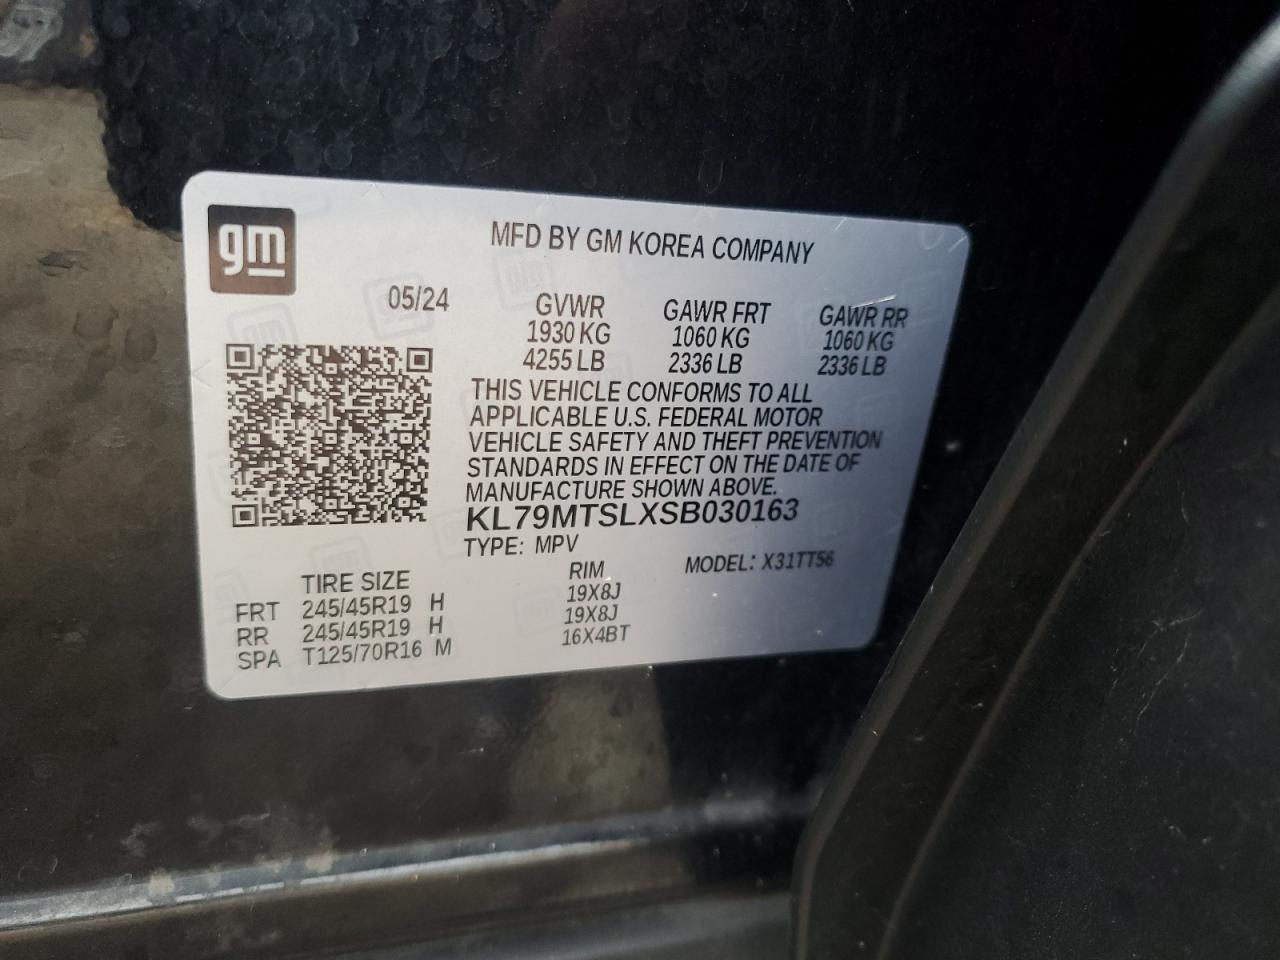 gm
MFD BY GM KOREA COMPANY
05/24 GVWR GAWR FRT GAWR RR
1930 KG 1060 KG 1060 KG
4255 LB 2336 LB 2336 LB
THIS VEHICLE CONFORMS TO ALL
APPLICABLE U.S. FEDERAL MOTOR
VEHICLE SAFETY AND THEFT PREVENTION
STANDARDS IN EFFECT ON THE DATE OF
MANUFACTURE SHOWN ABOVE.
KL79MTSLXSB030163
TYPE: MPV MODEL: X31TT56
TIRE SIZE RIM
FRT 245/45R19 H 19X8J
RR 245/45R19 H 19X8J
SPA T125/70R16 M 16X4BT